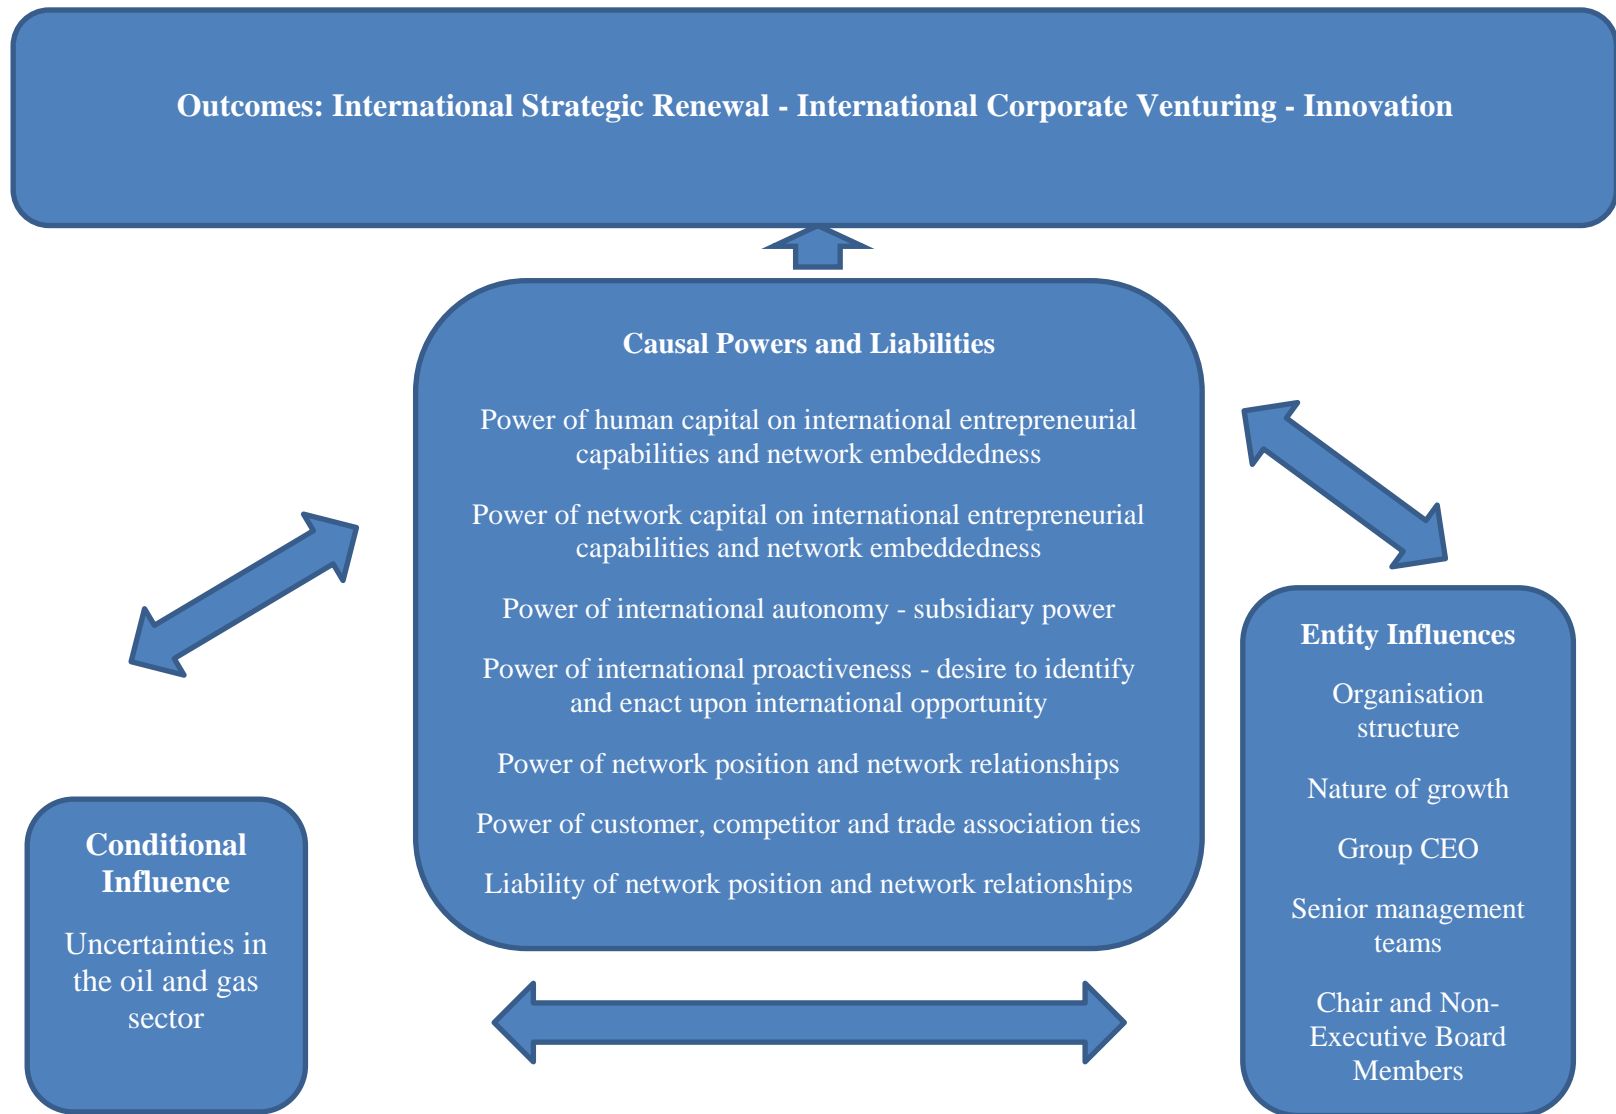 Outcomes: International Strategic Renewal - International Corporate Venturing - Innovation
Causal Powers and Liabilities
Power of human capital on international entrepreneurial
capabilities and network embeddedness
Power of network capital on international entrepreneurial
capabilities and network embeddedness
Power of international autonomy - subsidiary power
Power of international proactiveness - desire to identify
and enact upon international opportunity
Power of network position and network relationships
Power of customer, competitor and trade association ties
Liability of network position and network relationships
Conditional
Influence
Uncertainties in
the oil and gas
sector
Entity Influences
Organisation
structure
Nature of growth
Group CEO
Senior management
teams
Chair and Non-
Executive Board
Members